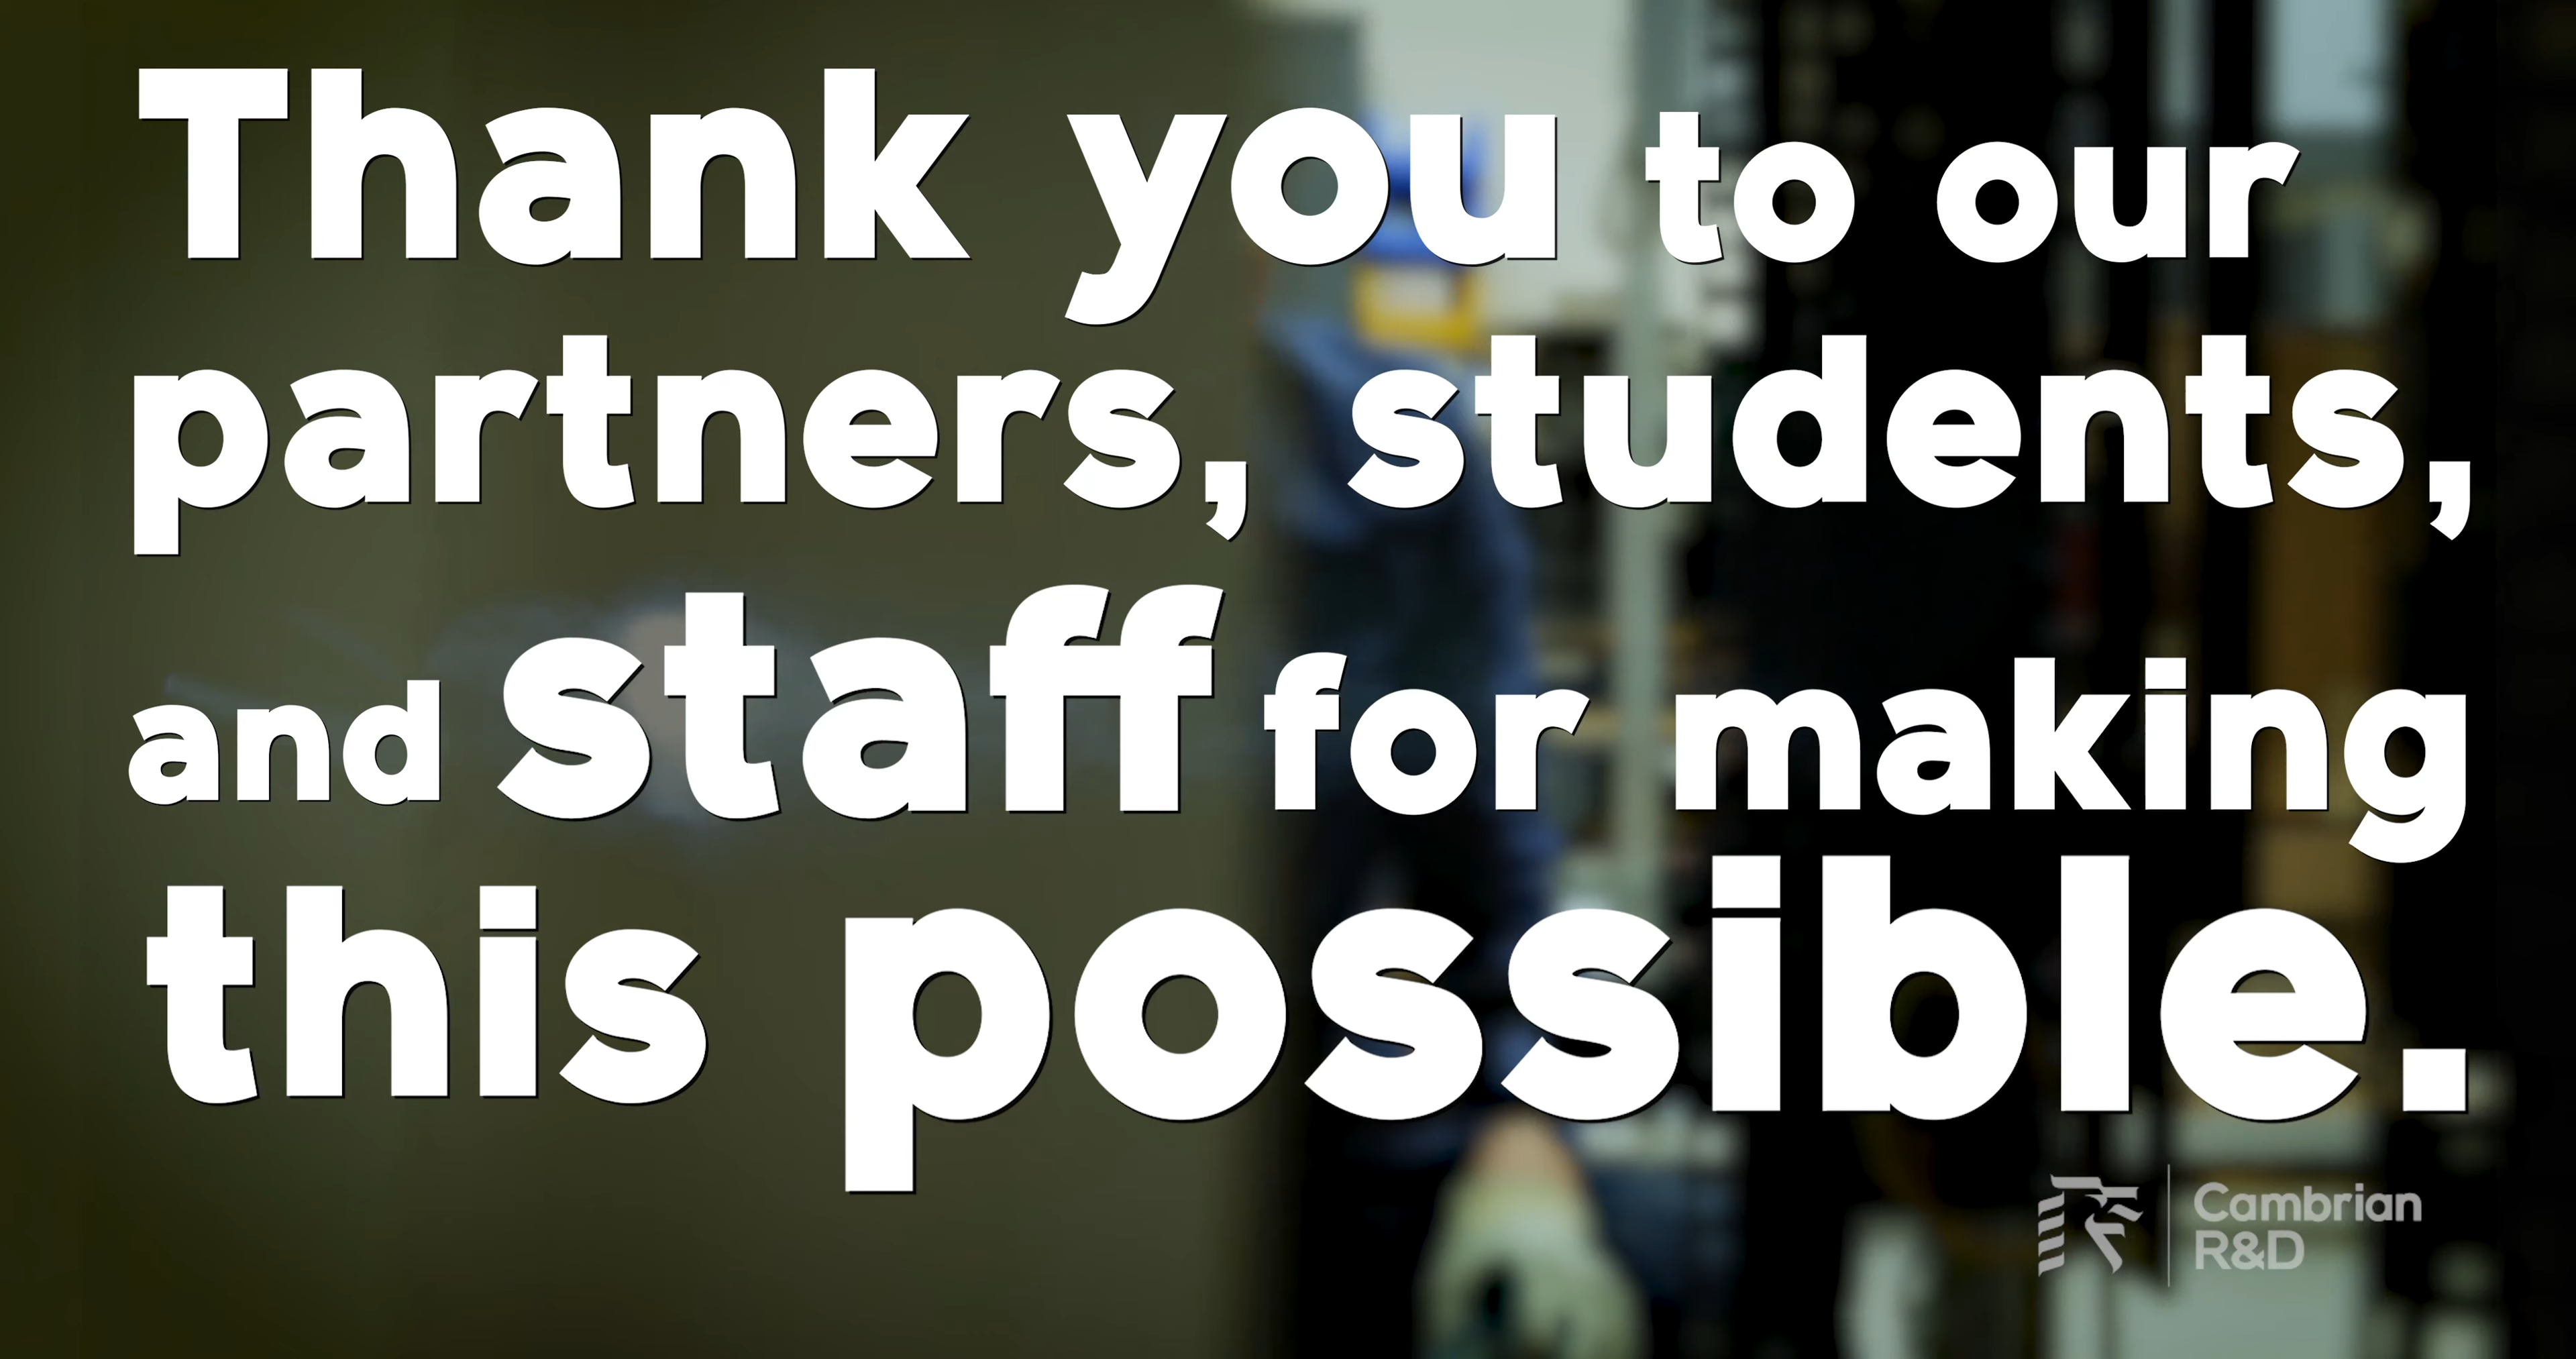 Thank you to our
partners, students,
and staff for making
this possible.
Cambrian
R&D